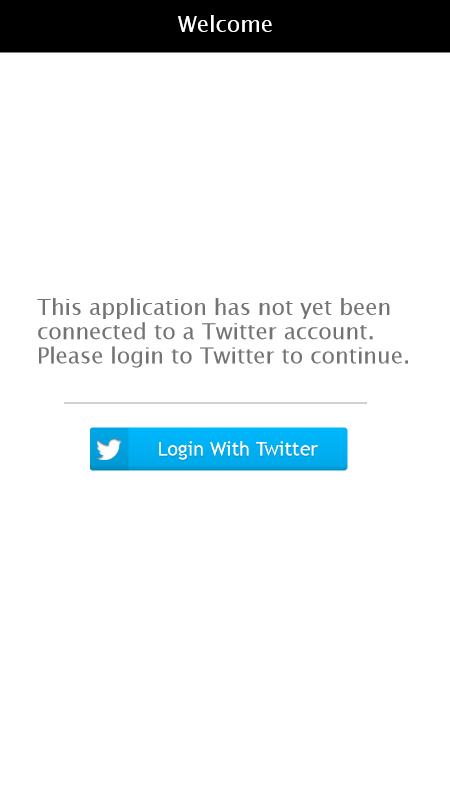 Welcome
This application has not yet been
connected to a Twitter account.
Please login to Twitter to continue.
Login With Twitter